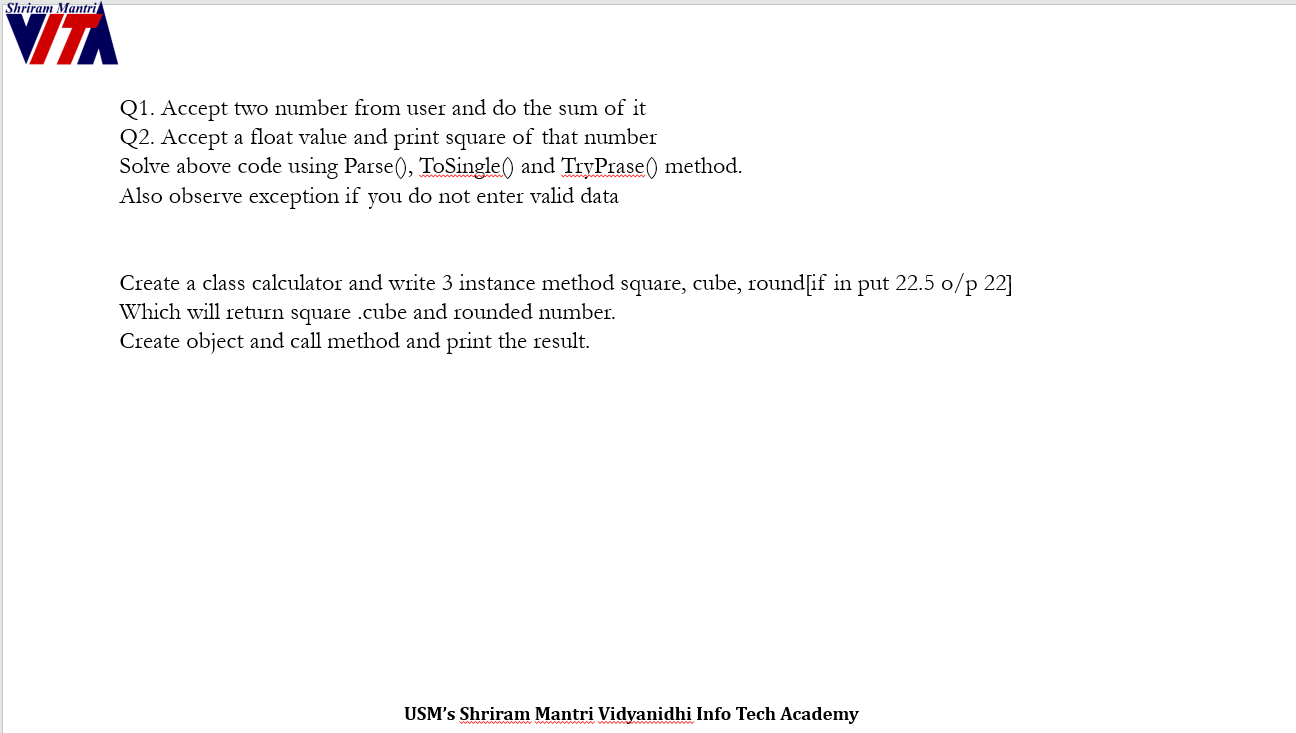 Shriram Mantri
VITA
Q1. Accept two number from user and do the sum of it
Q2. Accept a float value and print square of that number
Solve above code using Parse(), ToSingle() and TryPrase() method.
Also observe exception if you do not enter valid data
Create a class calculator and write 3 instance method square, cube, round[if in put 22.5 o/p 22]
Which will return square .cube and rounded number.
Create object and call method and print the result.
USM’s Shriram Mantri Vidyanidhi Info Tech Academy